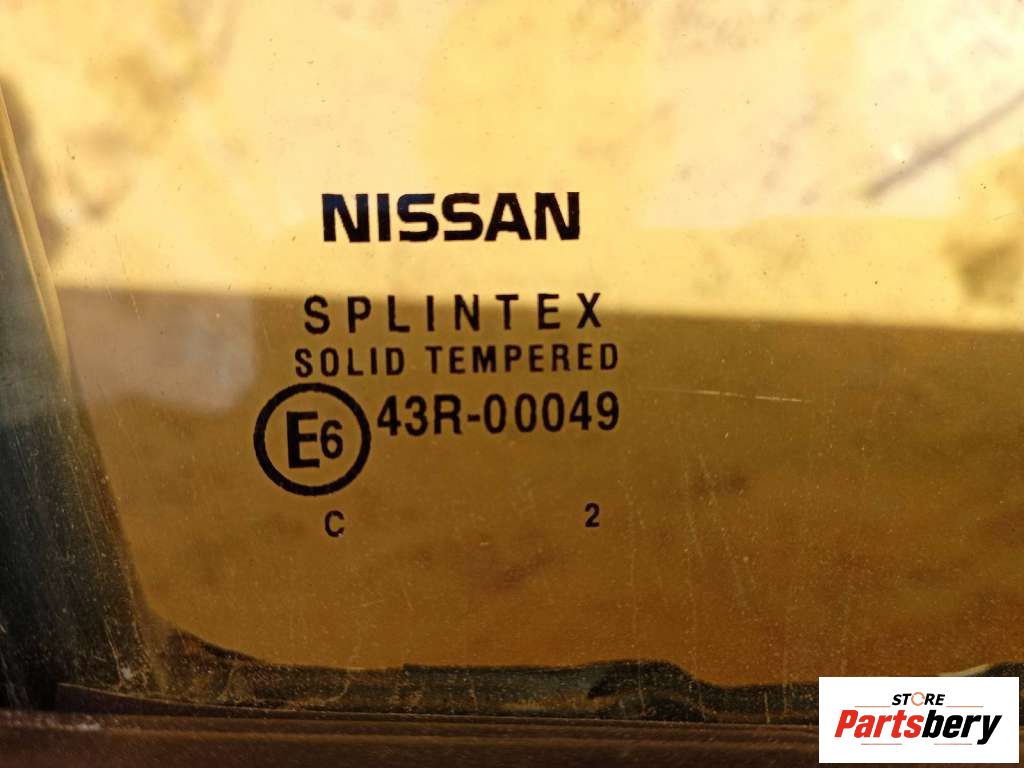 NISSAN
SPLINTEX
SOLID TEMPERED
E6 43R-00049
C 2
STORE
Partsbery